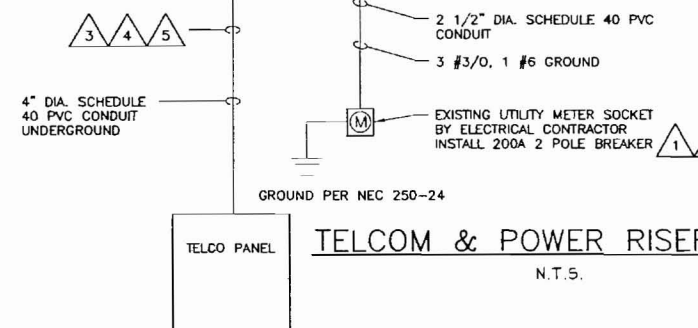 2 1/2" DIA. SCHEDULE 40 PVC
CONDUIT
3 4 5
3 #3/0, 1 #6 GROUND
4" DIA. SCHEDULE
40 PVC CONDUIT
UNDERGROUND
M
EXISTING UTILITY METER SOCKET
BY ELECTRICAL CONTRACTOR
INSTALL 200A 2 POLE BREAKER
1
GROUND PER NEC 250-24
TELCO PANEL
TELCOM & POWER RISER
N.T.S.